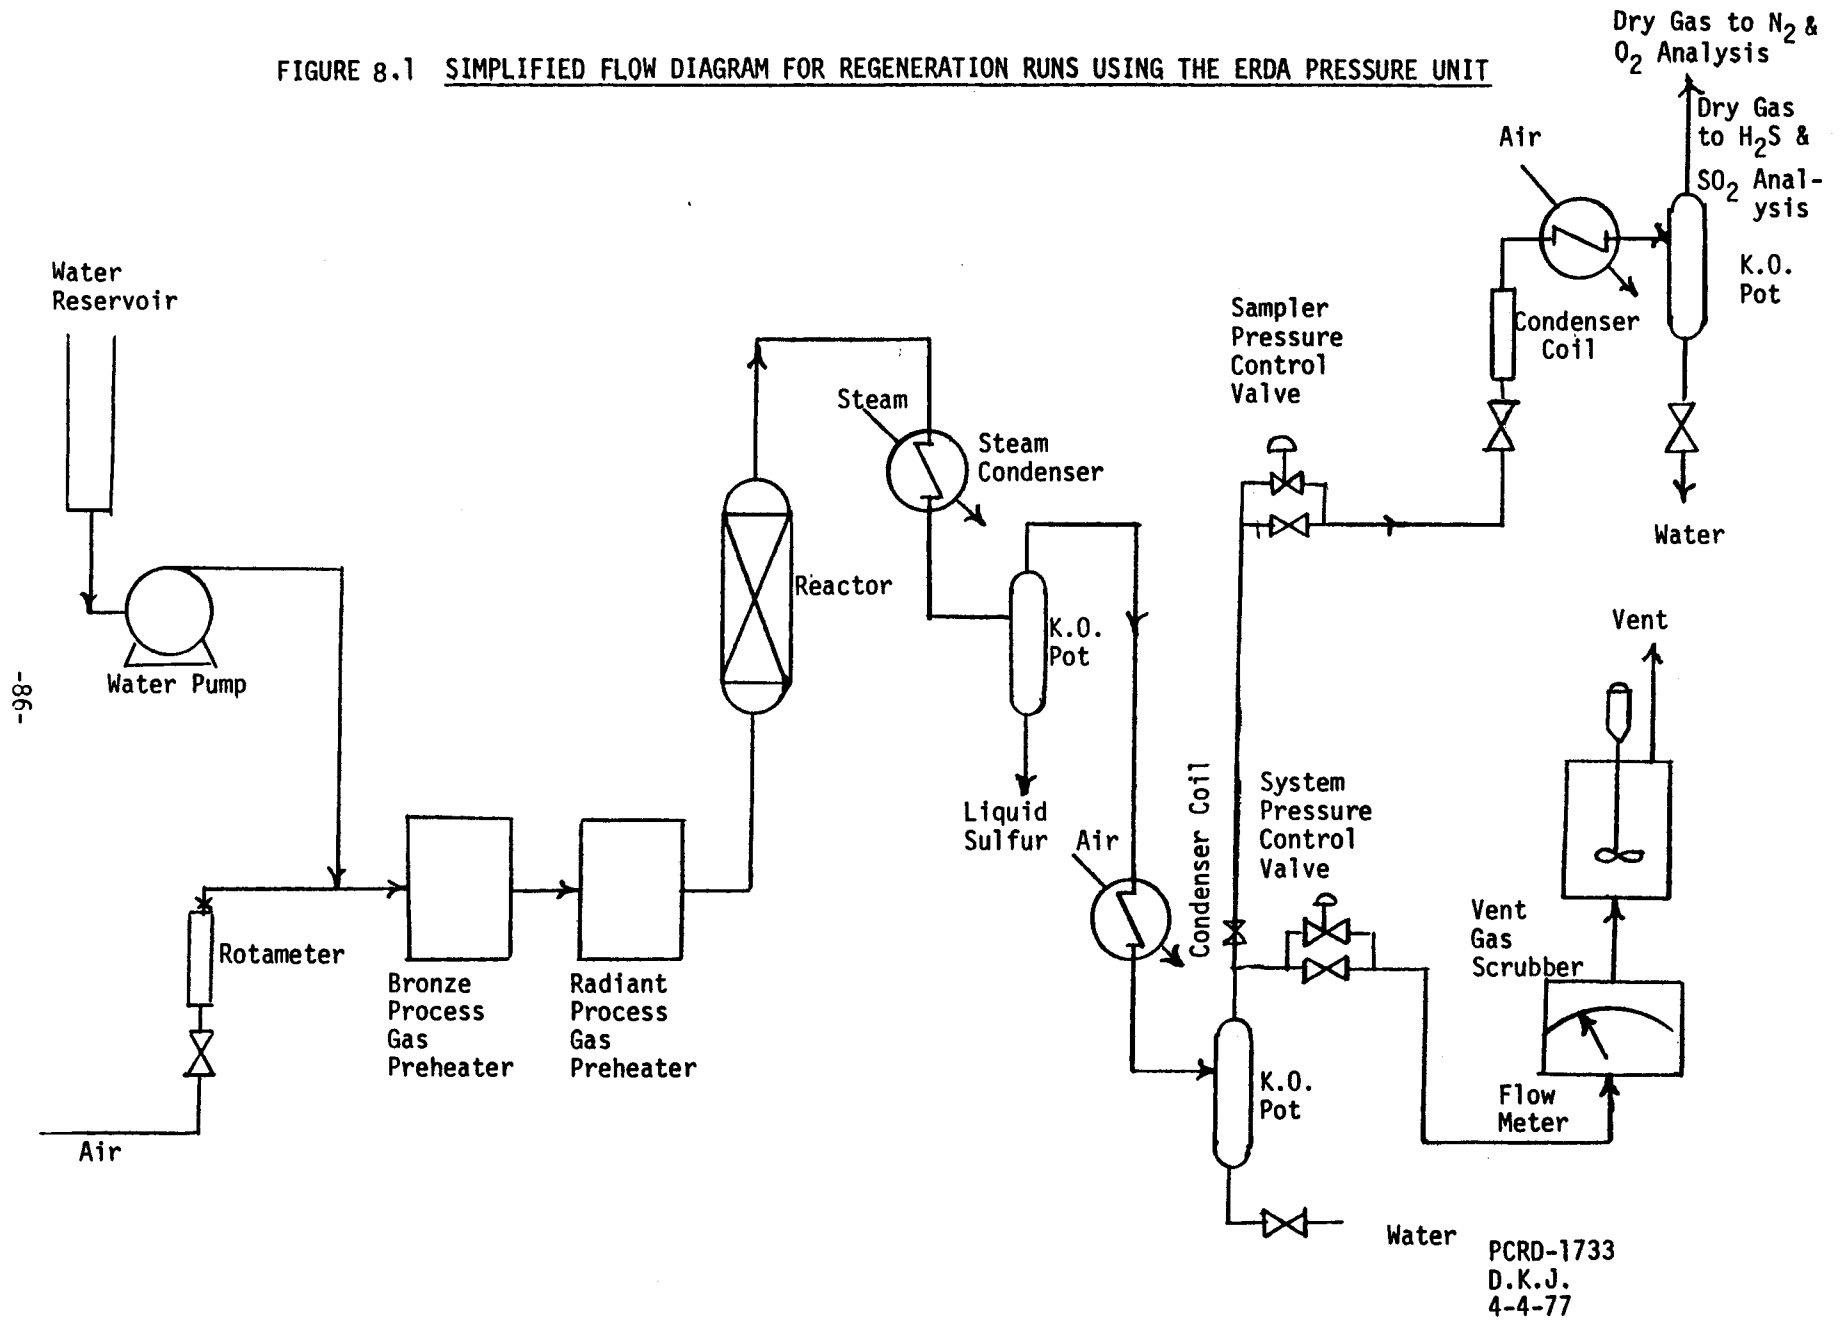 FIGURE 8.1 SIMPLIFIED FLOW DIAGRAM FOR REGENERATION RUNS USING THE ERDA PRESSURE UNIT
Dry Gas to N2 &
O2 Analysis
Dry Gas
to H2S &
SO2 Anal-
ysis
Air
K.O.
Pot
Condenser
Coil
Water
Water
Reservoir
Water Pump
Sampler
Pressure
Control
Valve
Steam
Steam
Condenser
Reactor
K.O.
Pot
Liquid
Sulfur
Air
Condenser Coil
System
Pressure
Control
Valve
Vent
Vent
Gas
Scrubber
Flow
Meter
Rotameter
Bronze
Process
Gas
Preheater
Radiant
Process
Gas
Preheater
Air
K.O.
Pot
Water
-86-
PCRD-1733
D.K.J.
4-4-77